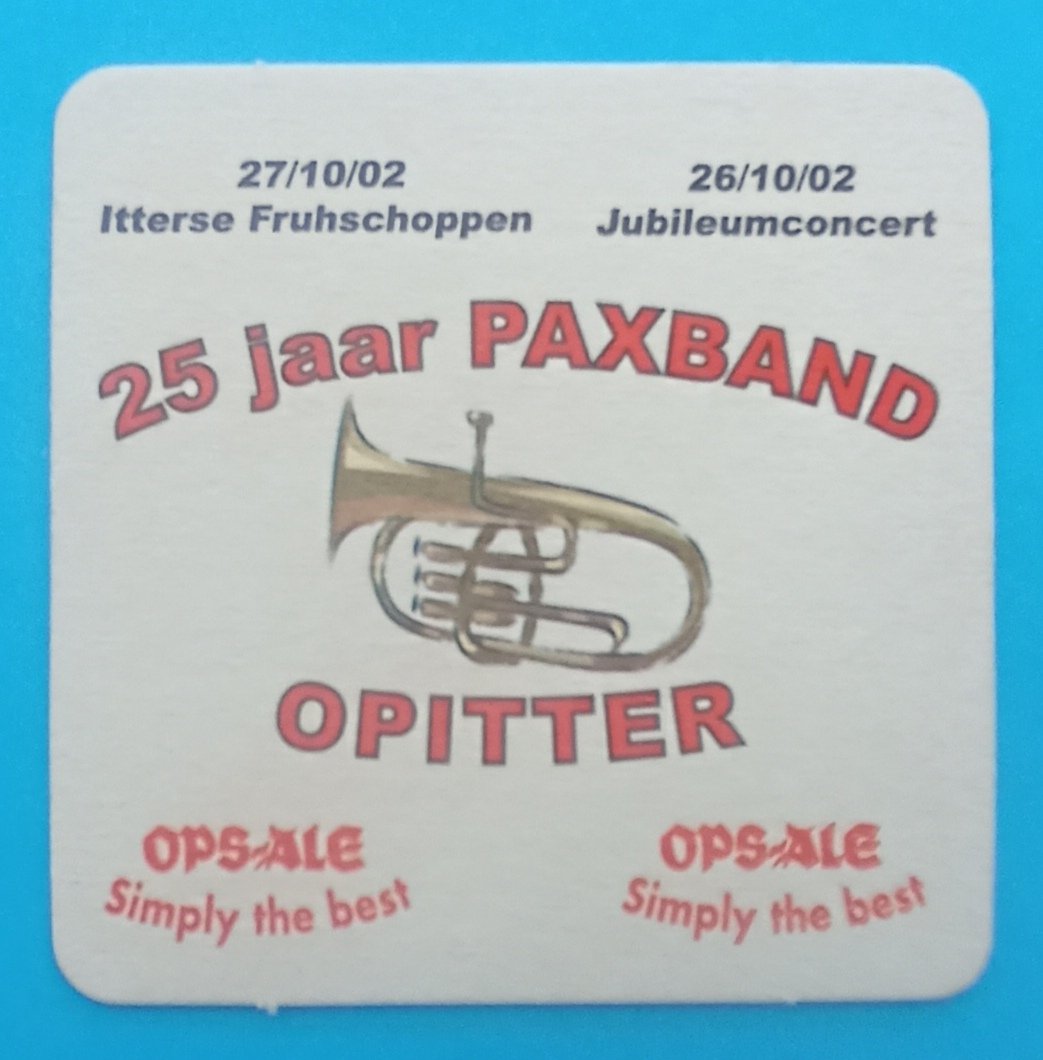 27/10/02
Itterse Fruhschoppen
26/10/02
Jubileumconcert
25 jaar PAXBAND
OPITTER
OPS-ALE
Simply the best
OPS-ALE
Simply the best